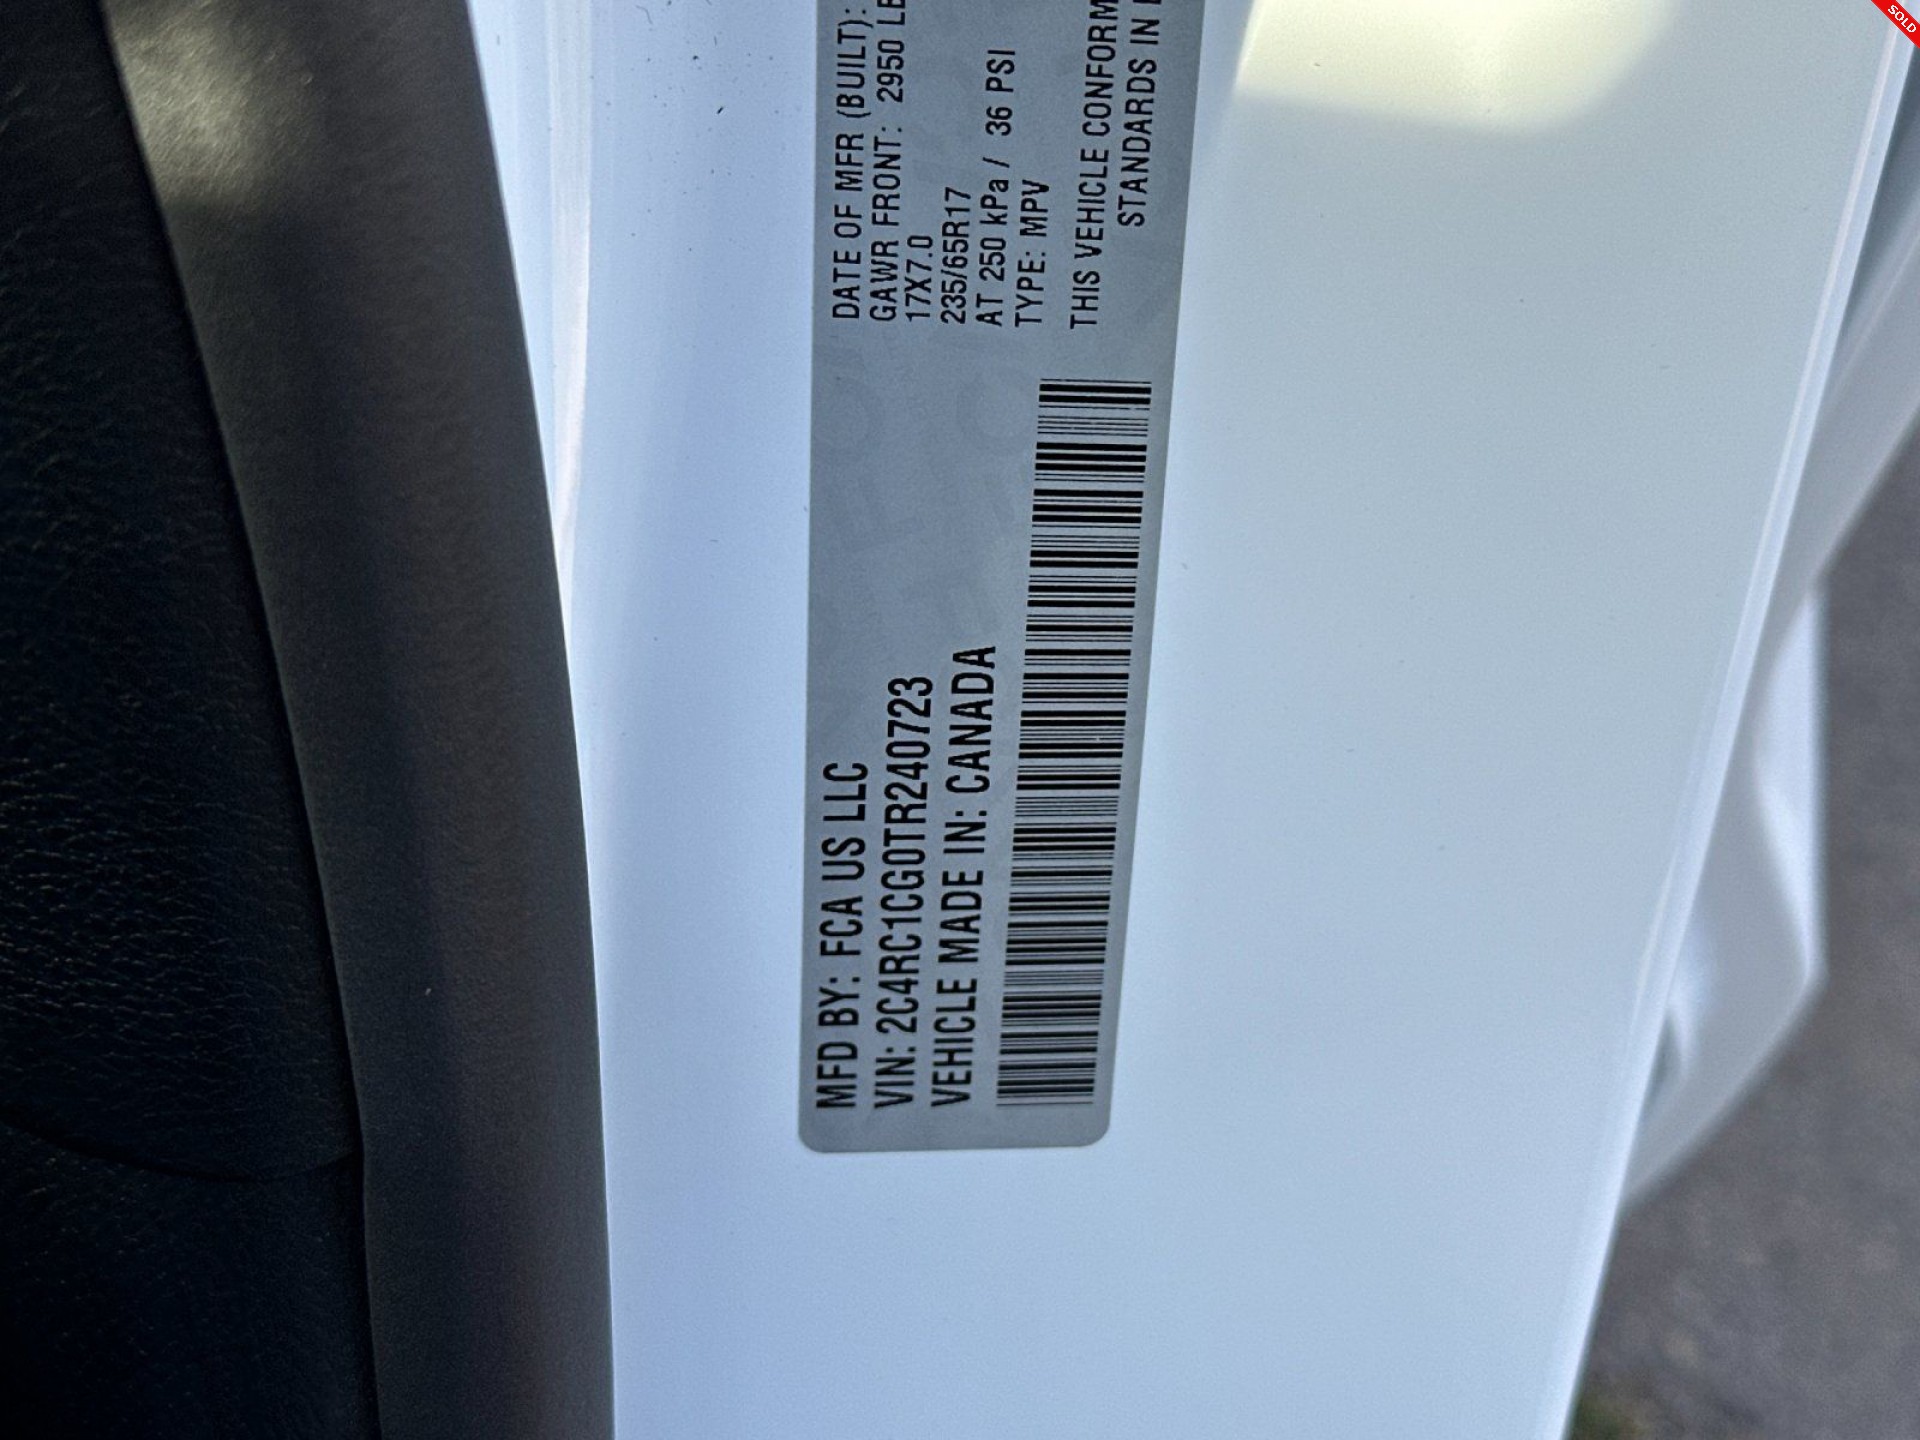 MFD BY: FCA US LLC
VIN: 2C4RC1CG0TR240723
VEHICLE MADE IN: CANADA
DATE OF MFR (BUILT):
GAWR FRONT: 2950 LB
17X7.0
235/65R17
AT 250 kPa / 36 PSI
TYPE: MPV
THIS VEHICLE CONFORM
STANDARDS IN
SOLD